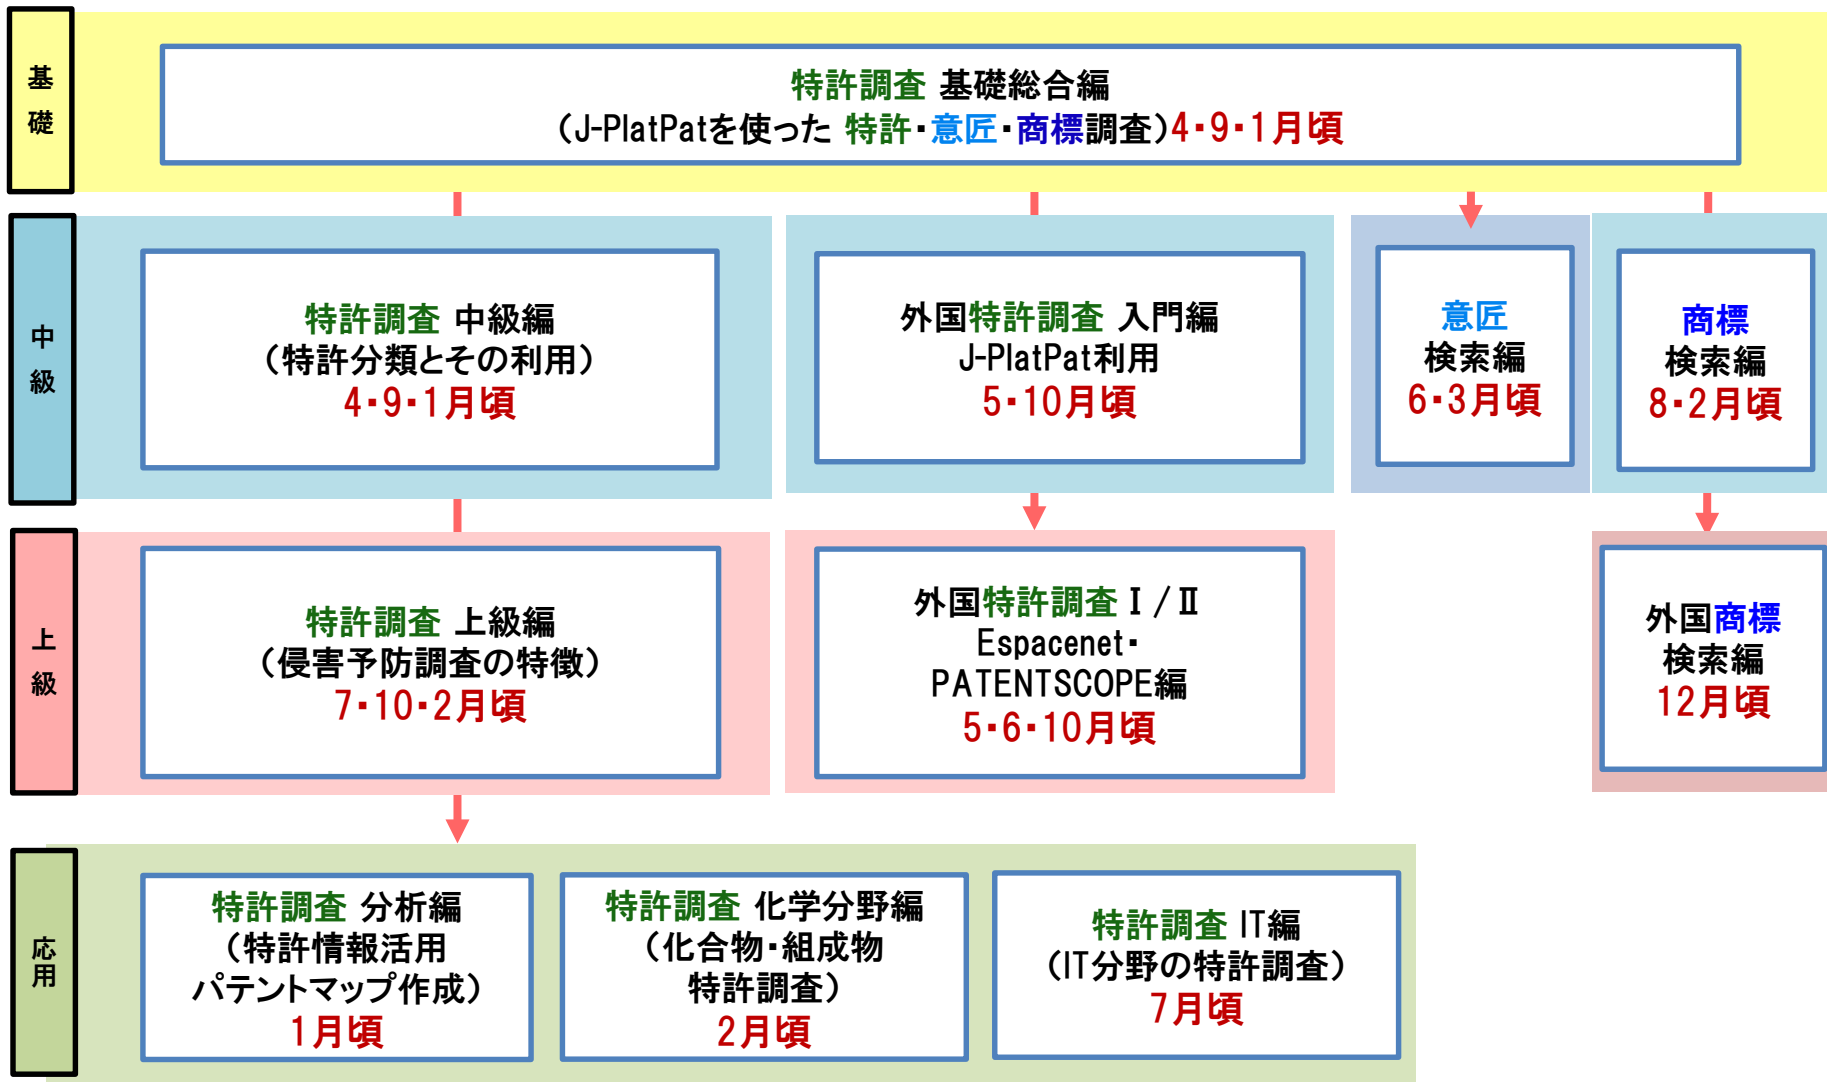 基礎
特許調査 基礎総合編
（J-PlatPatを使った 特許・意匠・商標調査）4・9・1月頃
中級
特許調査 中級編
（特許分類とその利用）
4・9・1月頃
外国特許調査 入門編
J-PlatPat利用
5・10月頃
意匠
検索編
6・3月頃
商標
検索編
8・2月頃
上級
特許調査 上級編
（侵害予防調査の特徴）
7・10・2月頃
外国特許調査 Ⅰ／Ⅱ
Espacenet・
PATENTSCOPE編
5・6・10月頃
外国商標
検索編
12月頃
応用
特許調査 分析編
（特許情報活用
パテントマップ作成）
1月頃
特許調査 化学分野編
（化合物・組成物
特許調査）
2月頃
特許調査 IT編
（IT分野の特許調査）
7月頃